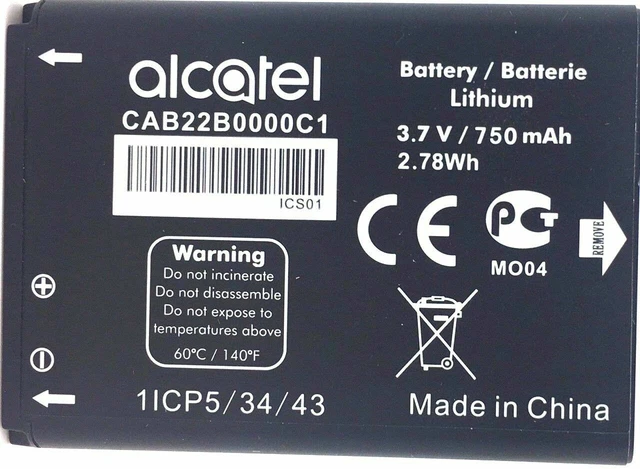 alcatel
CAB22B0000C1
ICS01
Battery / Batterie
Lithium
3.7 V / 750 mAh
2.78Wh
CE
PCT
MO04
REMOVE
Warning
Do not incinerate
Do not disassemble
Do not expose to
temperatures above
60°C / 140°F
1ICP5/34/43
Made in China